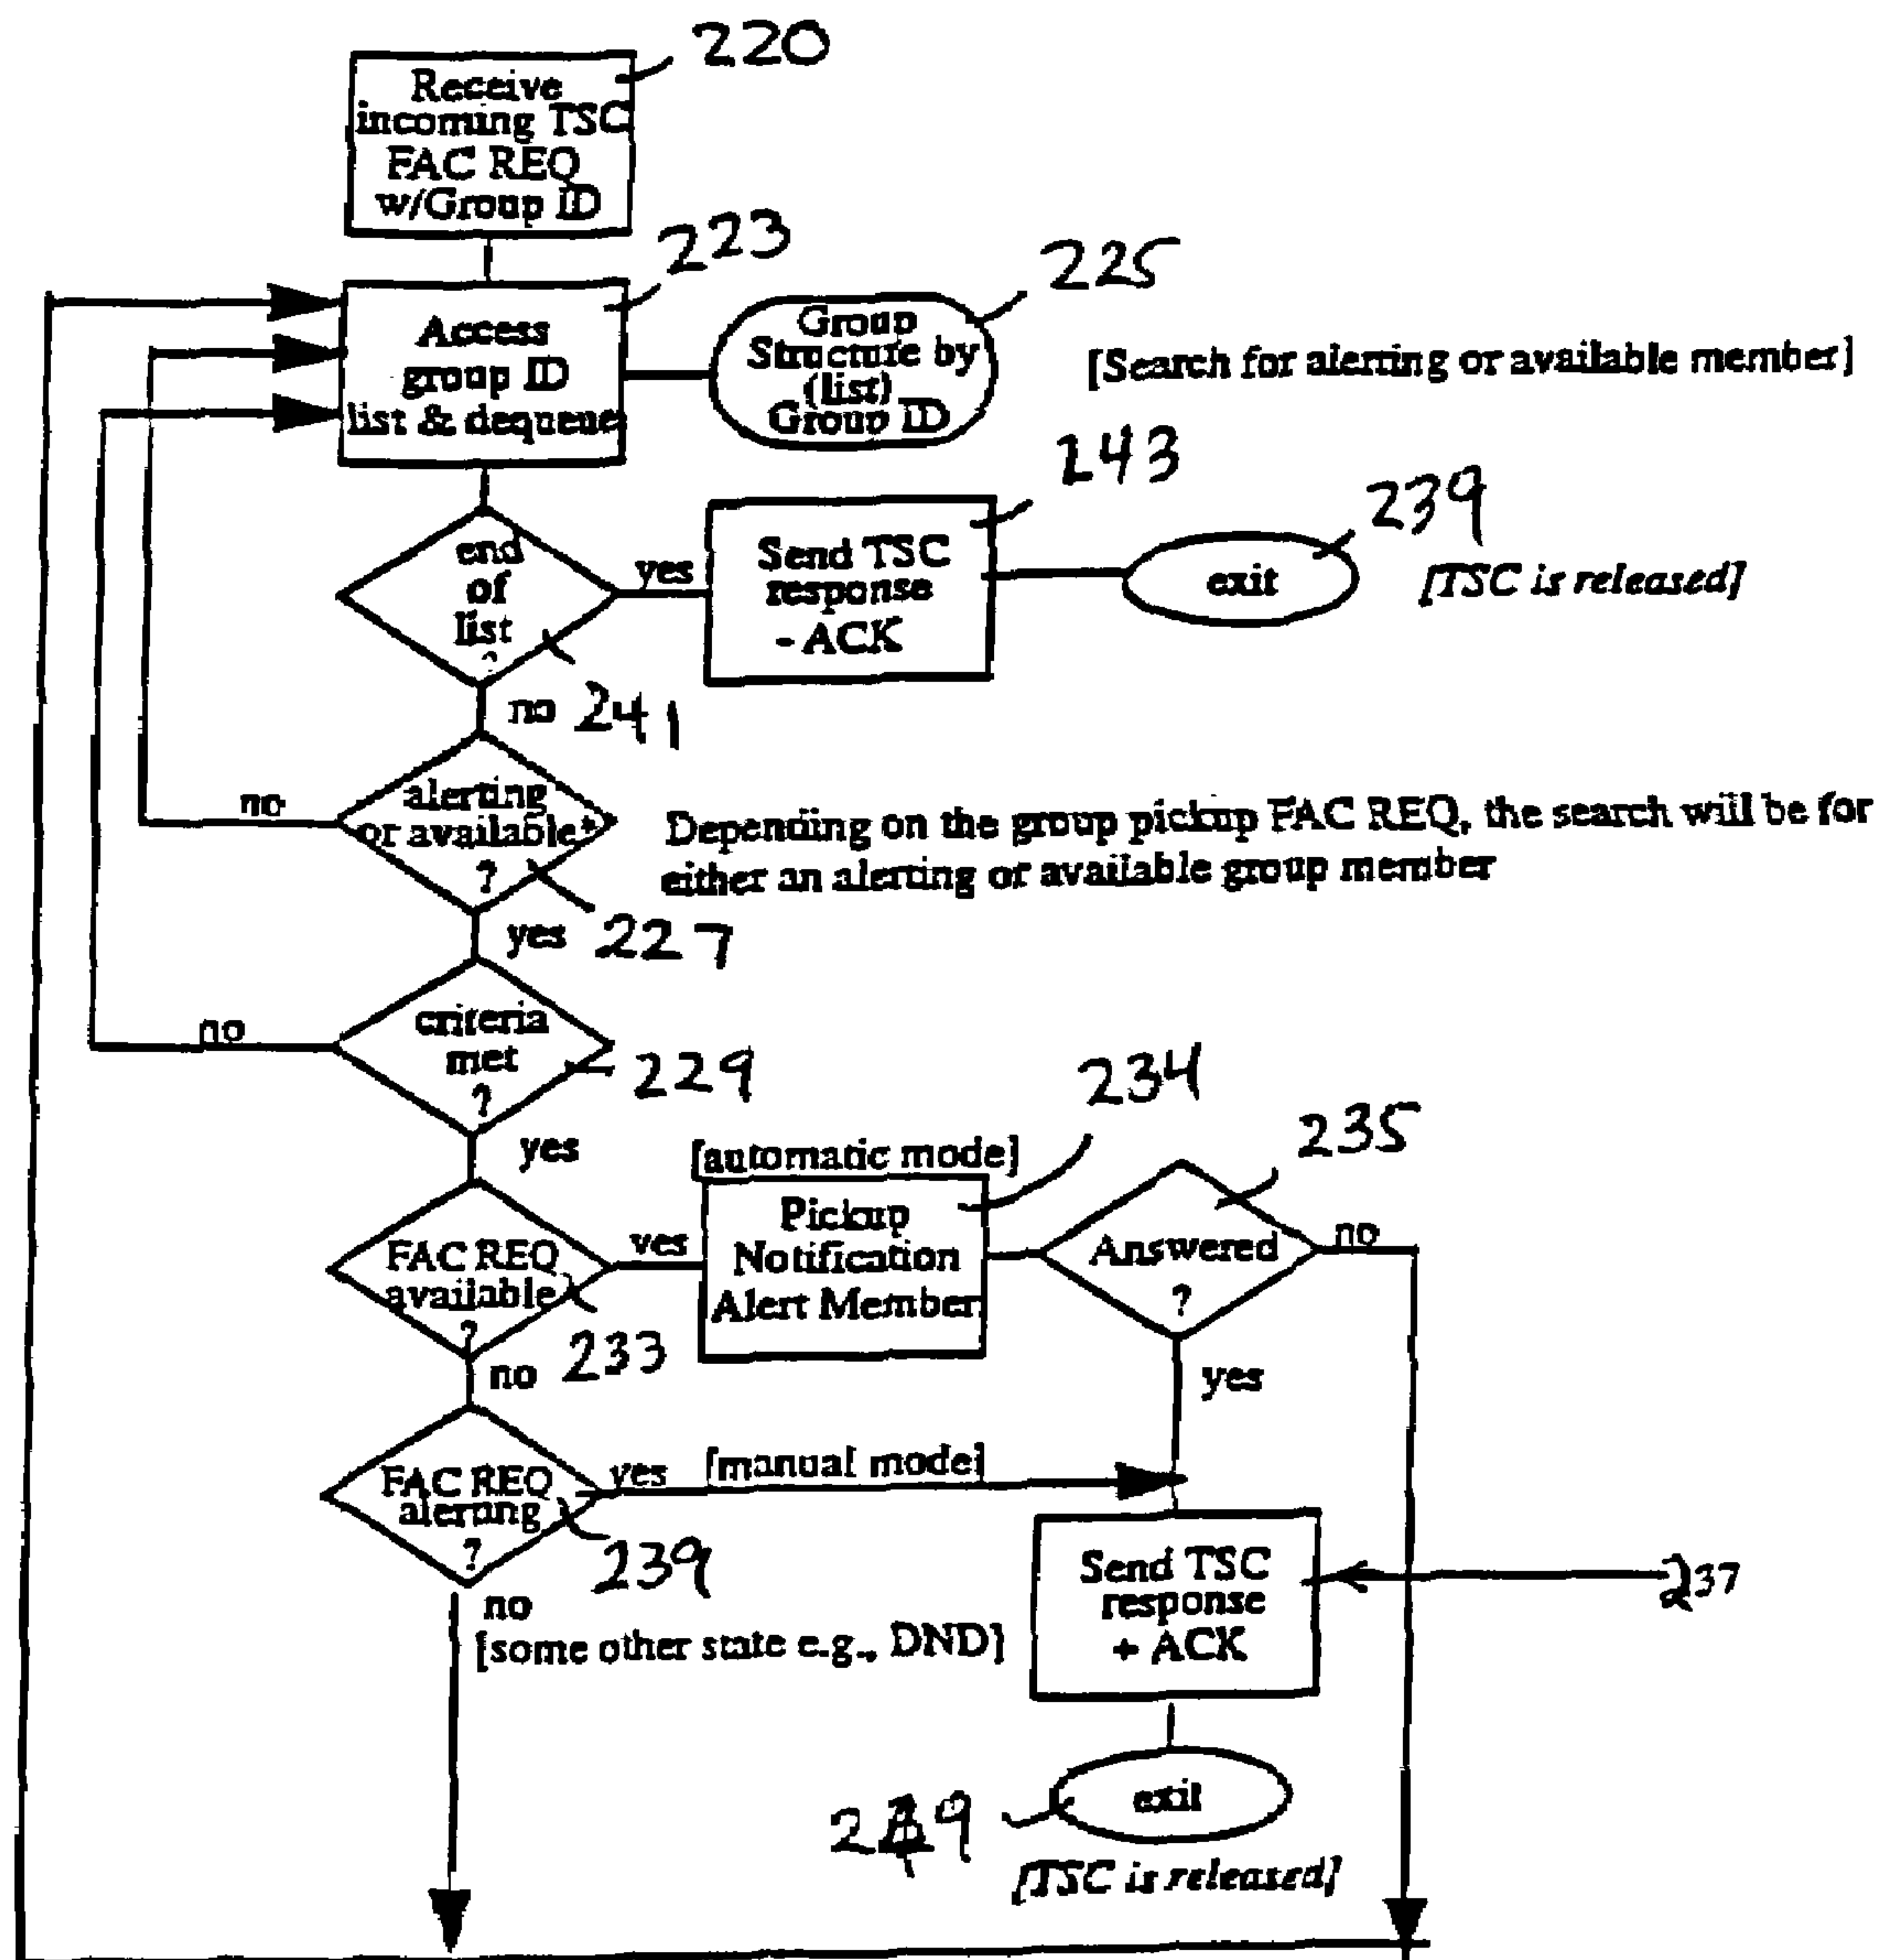 220
Receive
incoming TSC
FAC REQ
w/Group ID
223
Access
group ID
list & dequeue
225
Group
Structure by
(list)
Group ID
[Search for alerting or available member]
end
of
list
?
241
yes
243
Send TSC
response
- ACK
239
exit
[TSC is released]
no
alerting
or available*
?
227
no
Depending on the group pickup FAC REQ, the search will be for
either an alerting or available group member
yes
criteria
met
?
229
no
yes
FAC REQ
available
?
233
yes
[automatic mode]
234
Pickup
Notification
Alert Member
235
Answered
?
no
yes
no
FAC REQ
alerting
?
239
yes
[manual mode]
no
[some other state e.g., DND]
Send TSC
response
+ ACK
237
exit
[TSC is released]